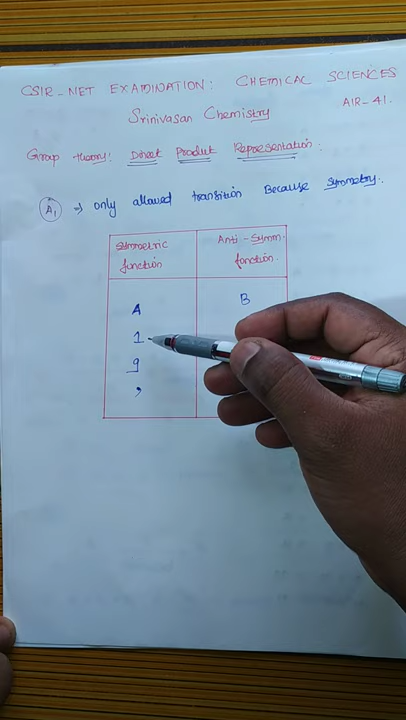 CSIR-NET EXAMINATION: CHEMICAL SCIENCES
Srinivasan Chemistry AIR-41.
Group theory: Direct Product Representation:
A1 ⇒ only allowed transition Because symmetry.
Symmetric function
Anti-Symm. function.
A B
1
g
,